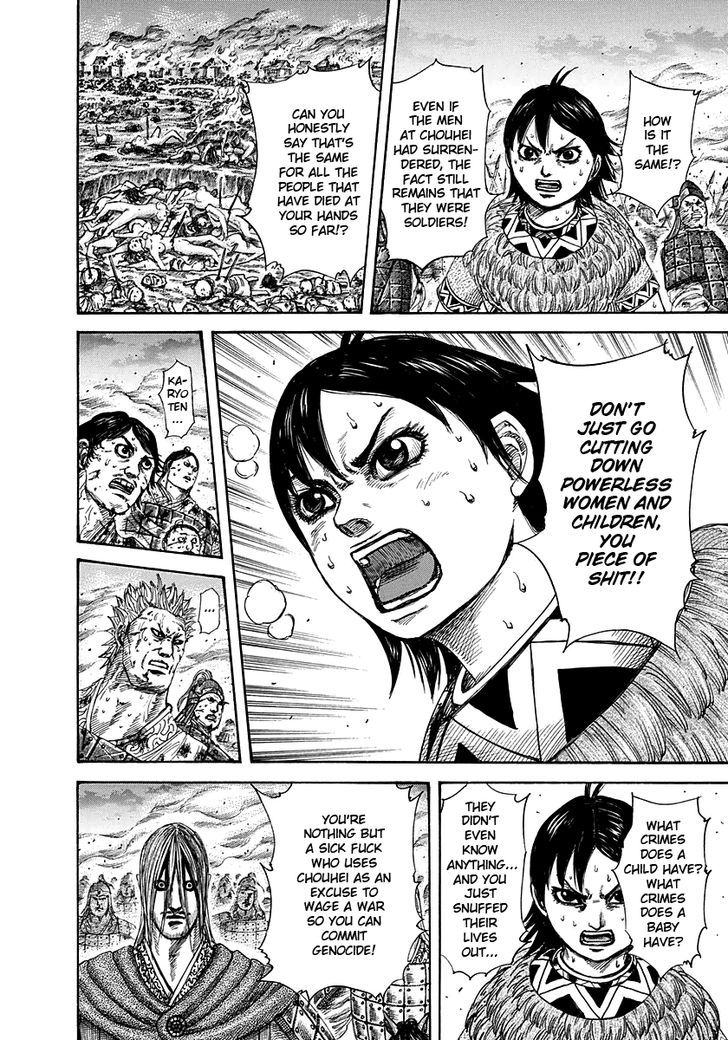 HOW
IS IT
THE
SAME!?
EVEN IF
THE MEN
AT CHOUHEI
HAD SURREN-
DERED, THE
FACT STILL
REMAINS THAT
THEY WERE
SOLDIERS!
CAN YOU
HONESTLY
SAY THAT'S
THE SAME
FOR ALL THE
PEOPLE THAT
HAVE DIED AT
YOUR HANDS
SO FAR!?
DON'T
JUST GO
CUTTING
DOWN
POWERLESS
WOMEN AND
CHILDREN,
YOU
PIECE OF
SHIT!!
KA-
RYO
TEN
...
...
WHAT
CRIMES
DOES A
CHILD HAVE?
WHAT
CRIMES
DOES A
BABY
HAVE?
THEY
DIDN'T
EVEN
KNOW
ANYTHING...
AND YOU
JUST
SNUFFED
THEIR
LIVES
OUT...
YOU'RE
NOTHING BUT
A SICK FUCK
WHO USES
CHOUHEI AS AN
EXCUSE TO
WAGE A WAR
SO YOU CAN
COMMIT
GENOCIDE!